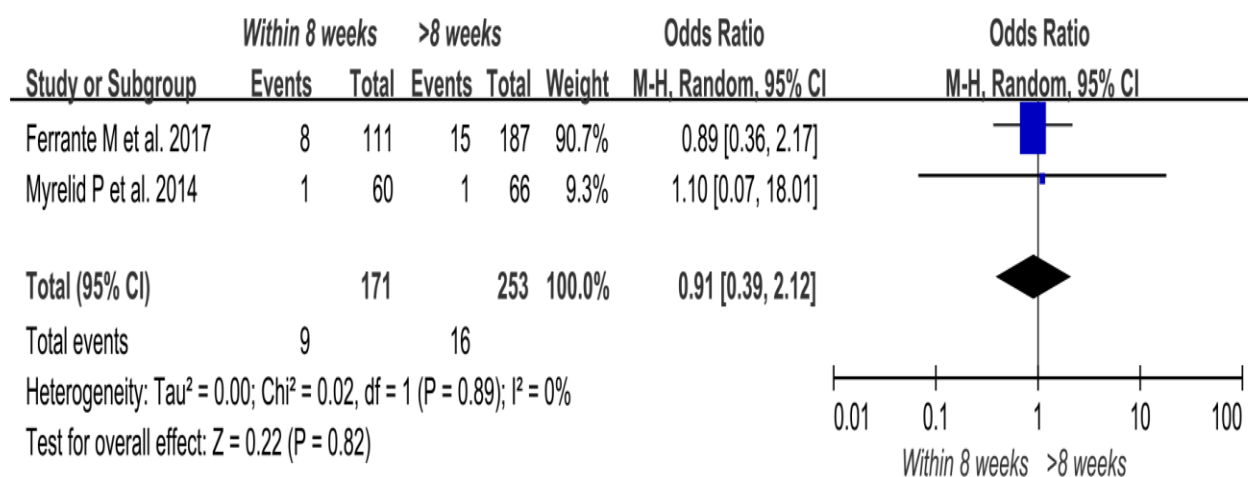 Within 8 weeks >8 weeks Odds Ratio Odds Ratio
Study or Subgroup Events Total Events Total Weight M-H, Random, 95% CI M-H, Random, 95% CI
Ferrante M et al. 2017 8 111 15 187 90.7% 0.89 [0.36, 2.17]
Myrelid P et al. 2014 1 60 1 66 9.3% 1.10 [0.07, 18.01]
Total (95% CI) 171 253 100.0% 0.91 [0.39, 2.12]
Total events 9 16
Heterogeneity: Tau² = 0.00; Chi² = 0.02, df = 1 (P = 0.89); I² = 0%
Test for overall effect: Z = 0.22 (P = 0.82)
0.01 0.1 1 10 100
Within 8 weeks >8 weeks